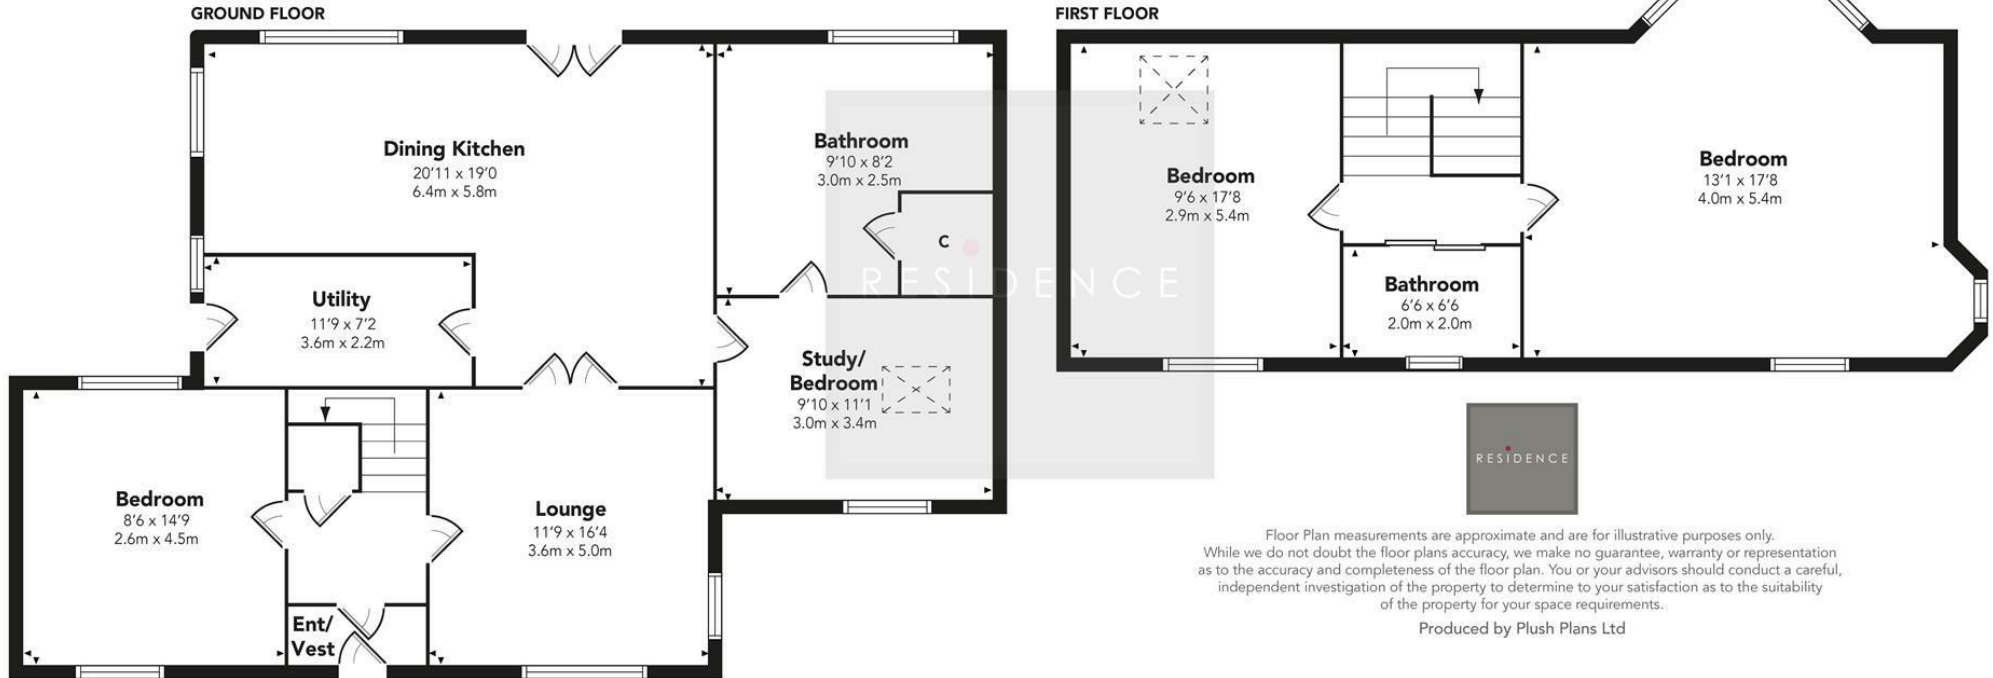 GROUND FLOOR
Dining Kitchen
20'11 x 19'0
6.4m x 5.8m
Bathroom
9'10 x 8'2
3.0m x 2.5m
C
Utility
11'9 x 7'2
3.6m x 2.2m
Study/
Bedroom
9'10 x 11'1
3.0m x 3.4m
Bedroom
8'6 x 14'9
2.6m x 4.5m
Lounge
11'9 x 16'4
3.6m x 5.0m
Ent/
Vest
RESIDENCE
FIRST FLOOR
Bedroom
9'6 x 17'8
2.9m x 5.4m
Bedroom
13'1 x 17'8
4.0m x 5.4m
Bathroom
6'6 x 6'6
2.0m x 2.0m
RESIDENCE
Floor Plan measurements are approximate and are for illustrative purposes only.
While we do not doubt the floor plans accuracy, we make no guarantee, warranty or representation
as to the accuracy and completeness of the floor plan. You or your advisors should conduct a careful,
independent investigation of the property to determine to your satisfaction as to the suitability
of the property for your space requirements.
Produced by Plush Plans Ltd